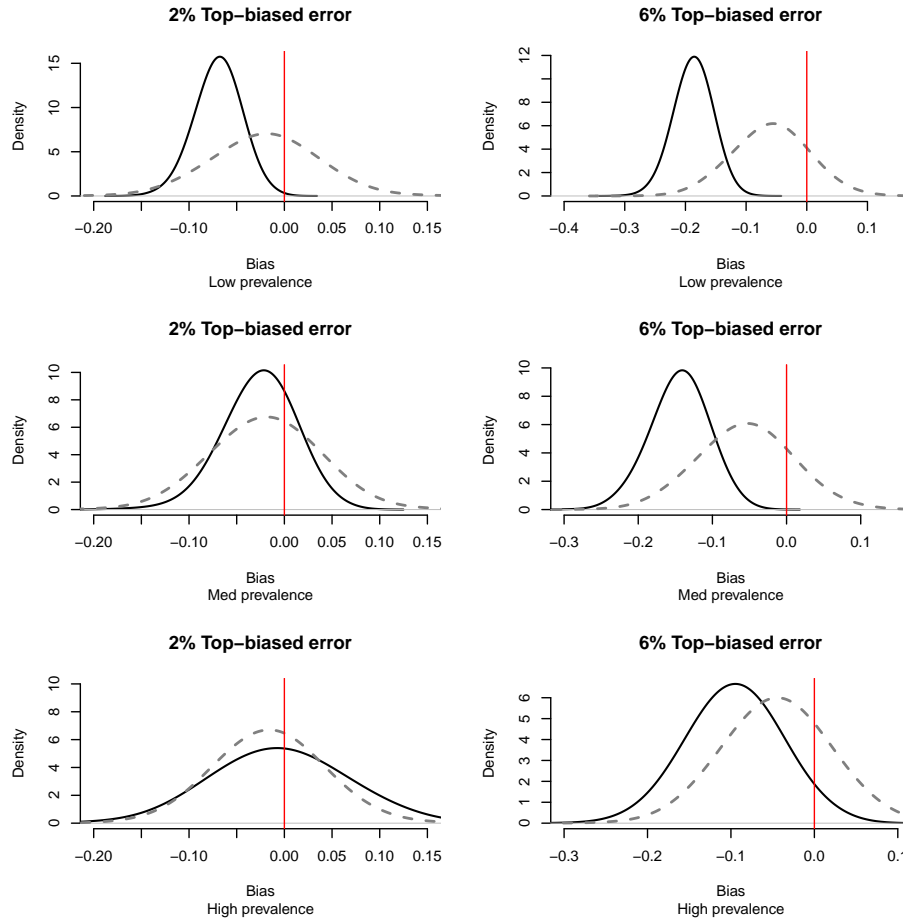 2% Top−biased error
6% Top−biased error
Density
0 5 10 15
−0.20 −0.10 0.00 0.05 0.10 0.15
Bias
Low prevalence
Density
0 2 4 6 8 12
−0.4 −0.3 −0.2 −0.1 0.0 0.1
Bias
Low prevalence
2% Top−biased error
6% Top−biased error
Density
0 2 4 6 8 10
−0.20 −0.10 0.00 0.05 0.10 0.15
Bias
Med prevalence
Density
0 2 4 6 8 10
−0.3 −0.2 −0.1 0.0 0.1
Bias
Med prevalence
2% Top−biased error
6% Top−biased error
Density
0 2 4 6 8 10
−0.20 −0.10 0.00 0.05 0.10 0.15
Bias
High prevalence
Density
0 1 2 3 4 5 6
−0.3 −0.2 −0.1 0.0
Bias
High prevalence